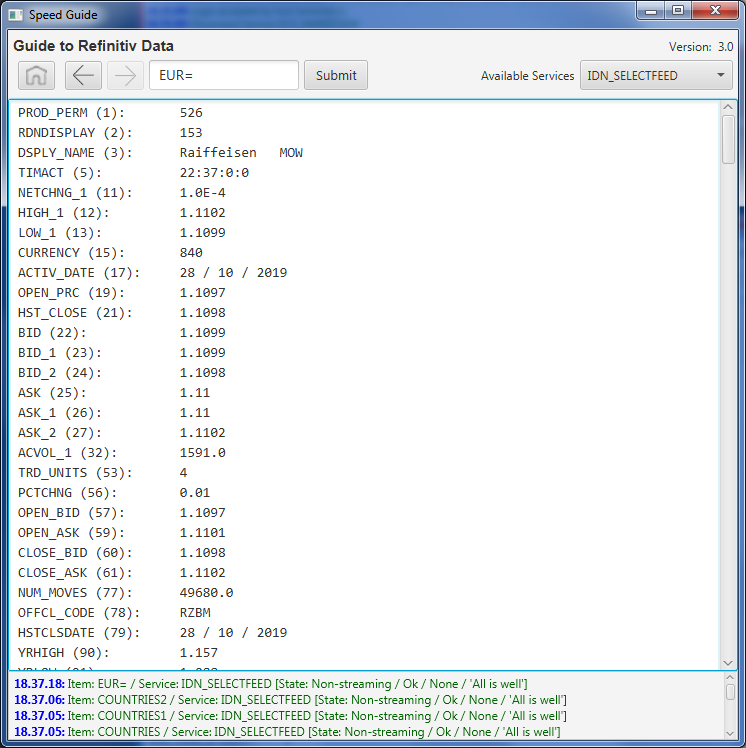 Speed Guide
Guide to Refinitiv Data
Version: 3.0
EUR=
Submit
Available Services
IDN_SELECTFEED
PROD_PERM (1): 526
RDNDISPLAY (2): 153
DSPLY_NAME (3): Raiffeisen MOW
TIMACT (5): 22:37:0:0
NETCHNG_1 (11): 1.0E-4
HIGH_1 (12): 1.1102
LOW_1 (13): 1.1099
CURRENCY (15): 840
ACTIV_DATE (17): 28 / 10 / 2019
OPEN_PRC (19): 1.1097
HST_CLOSE (21): 1.1098
BID (22): 1.1099
BID_1 (23): 1.1099
BID_2 (24): 1.1098
ASK (25): 1.11
ASK_1 (26): 1.11
ASK_2 (27): 1.1102
ACVOL_1 (32): 1591.0
TRD_UNITS (53): 4
PCTCHNG (56): 0.01
OPEN_BID (57): 1.1097
OPEN_ASK (59): 1.1101
CLOSE_BID (60): 1.1098
CLOSE_ASK (61): 1.1102
NUM_MOVES (77): 49680.0
OFFCL_CODE (78): RZBM
HSTCLSDATE (79): 28 / 10 / 2019
YRHIGH (90): 1.157
18.37.18: Item: EUR= / Service: IDN_SELECTFEED [State: Non-streaming / Ok / None / 'All is well']
18.37.06: Item: COUNTRIES2 / Service: IDN_SELECTFEED [State: Non-streaming / Ok / None / 'All is well']
18.37.05: Item: COUNTRIES1 / Service: IDN_SELECTFEED [State: Non-streaming / Ok / None / 'All is well']
18.37.05: Item: COUNTRIES / Service: IDN_SELECTFEED [State: Non-streaming / Ok / None / 'All is well']